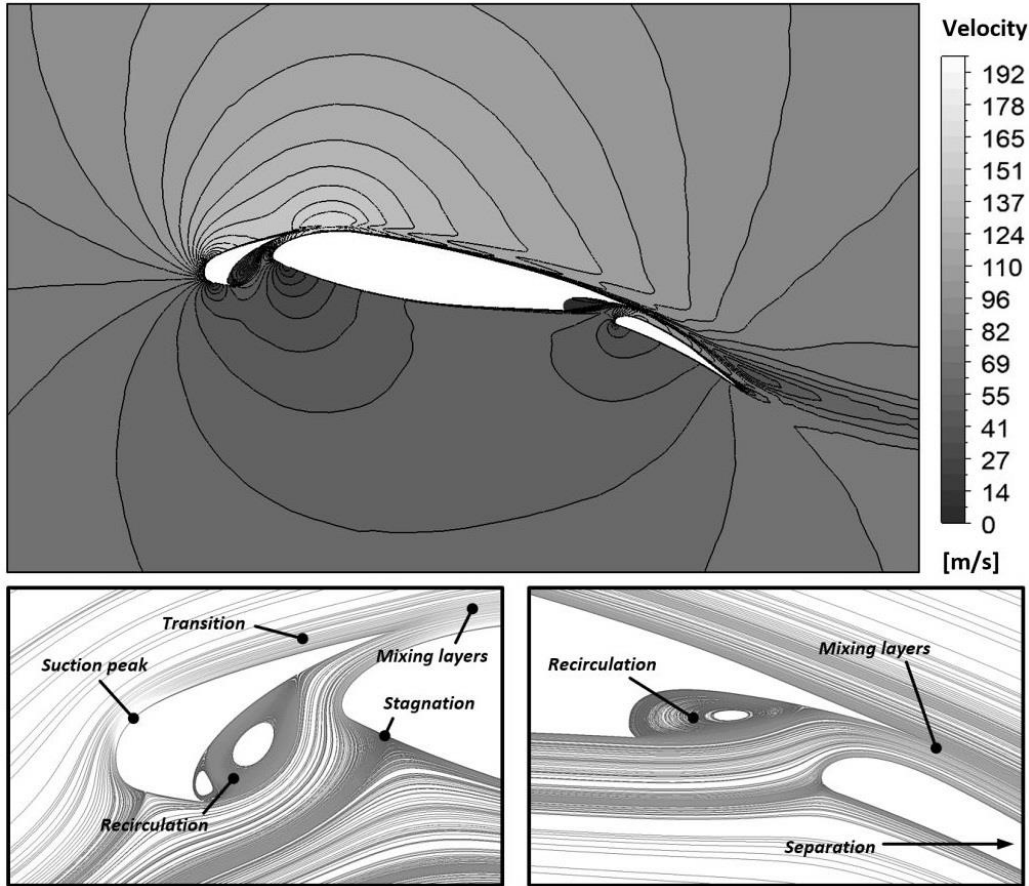 Velocity
192
178
165
151
137
124
110
96
82
69
55
41
27
14
0
[m/s]
Transition
Suction peak
Mixing layers
Stagnation
Recirculation
Recirculation
Mixing layers
Separation